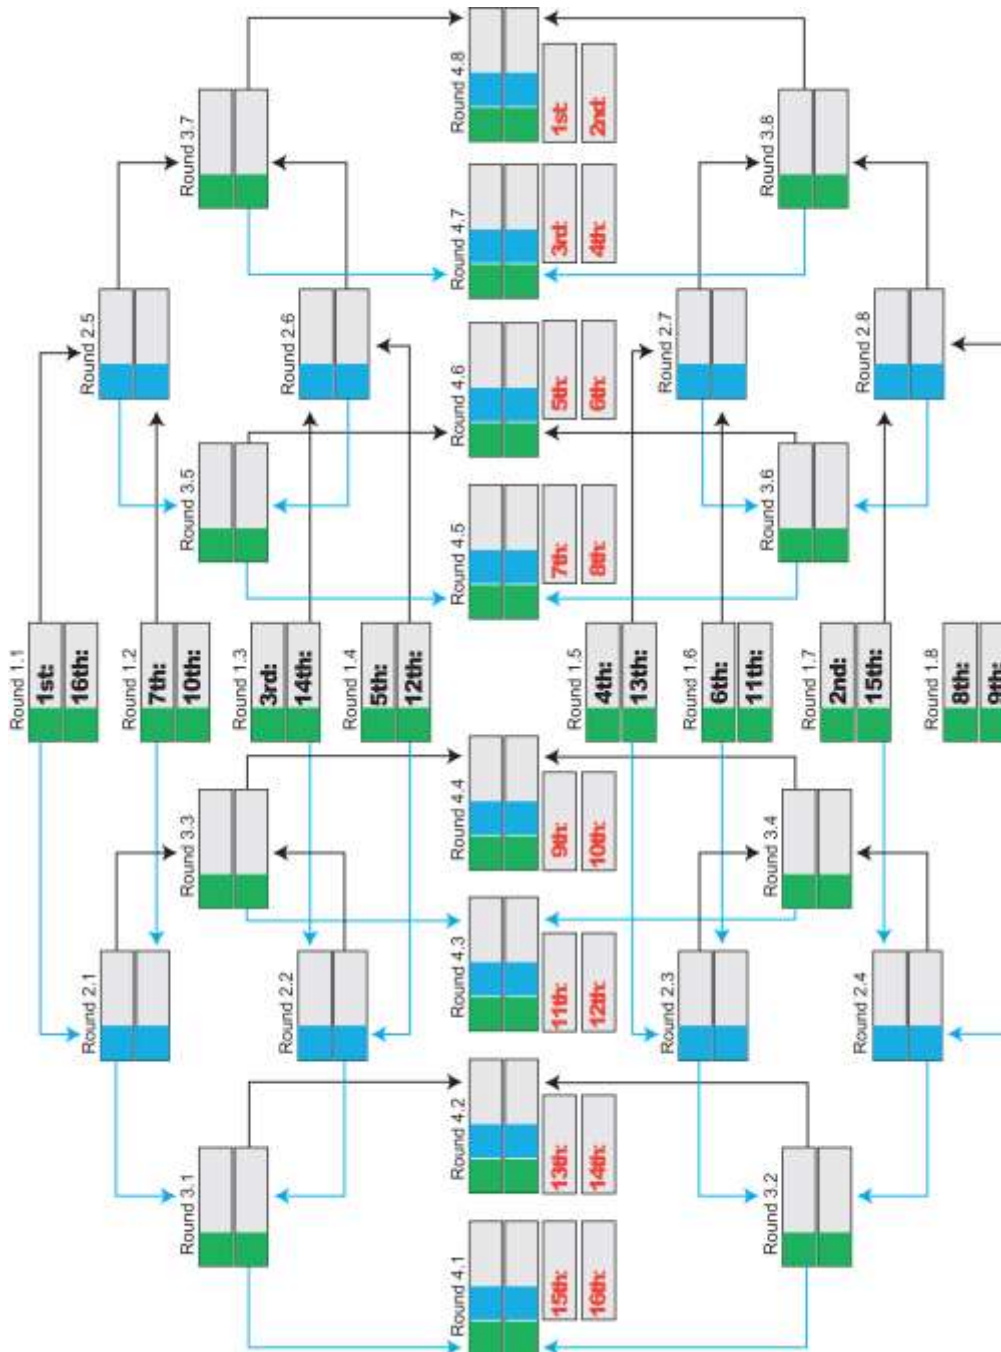 Round 1.1
1st:
16th:
Round 1.2
7th:
10th:
Round 1.3
3rd:
14th:
Round 1.4
5th:
12th:
Round 1.5
4th:
13th:
Round 1.6
6th:
11th:
Round 1.7
2nd:
15th:
Round 1.8
8th:
9th:
Round 2.1
Round 2.2
Round 2.3
Round 2.4
Round 2.5
Round 2.6
Round 2.7
Round 2.8
Round 3.1
Round 3.2
Round 3.3
Round 3.4
Round 3.5
Round 3.6
Round 3.7
Round 3.8
Round 4.1
15th:
16th:
Round 4.2
13th:
14th:
Round 4.3
11th:
12th:
Round 4.4
9th:
10th:
Round 4.5
7th:
8th:
Round 4.6
5th:
6th:
Round 4.7
3rd:
4th:
Round 4.8
1st:
2nd: